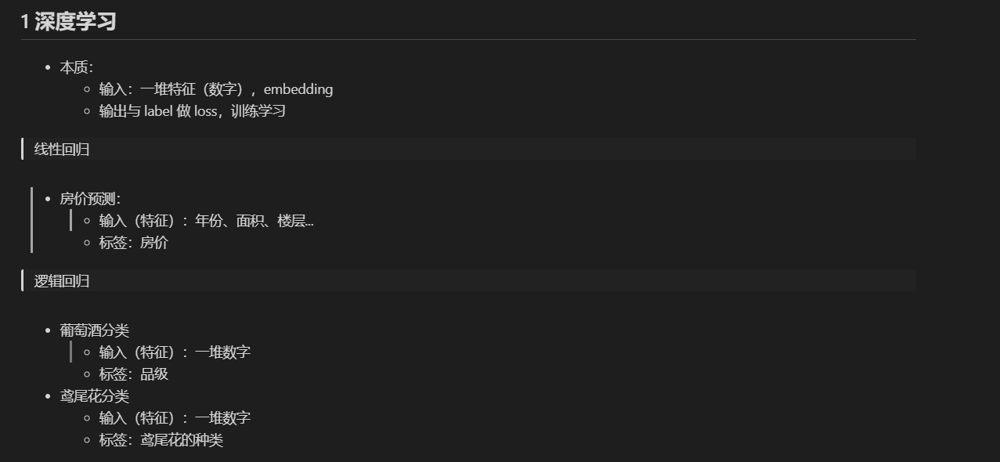 1 深度学习
本质：
输入：一堆特征（数字），embedding
输出与 label 做 loss，训练学习
线性回归
房价预测：
输入（特征）：年份、面积、楼层...
标签：房价
逻辑回归
葡萄酒分类
输入（特征）：一堆数字
标签：品级
鸢尾花分类
输入（特征）：一堆数字
标签：鸢尾花的种类